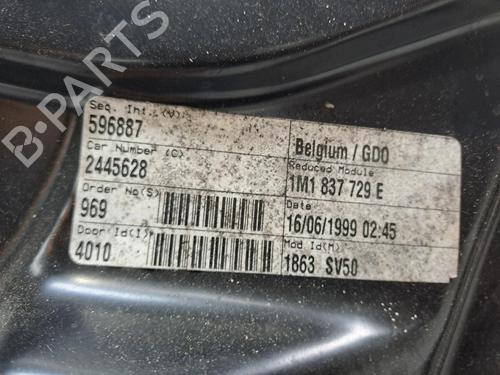 Seq. Int.(V)
596887
Car Number (C)
2445628
Order No(S)
969
Door Id(I)
4010
Belgium / GDO
Reduced Module
1M1 837 729 E
Date
16/06/1999 02:45
Mod Id(M)
1863 SV50
B-PARTS